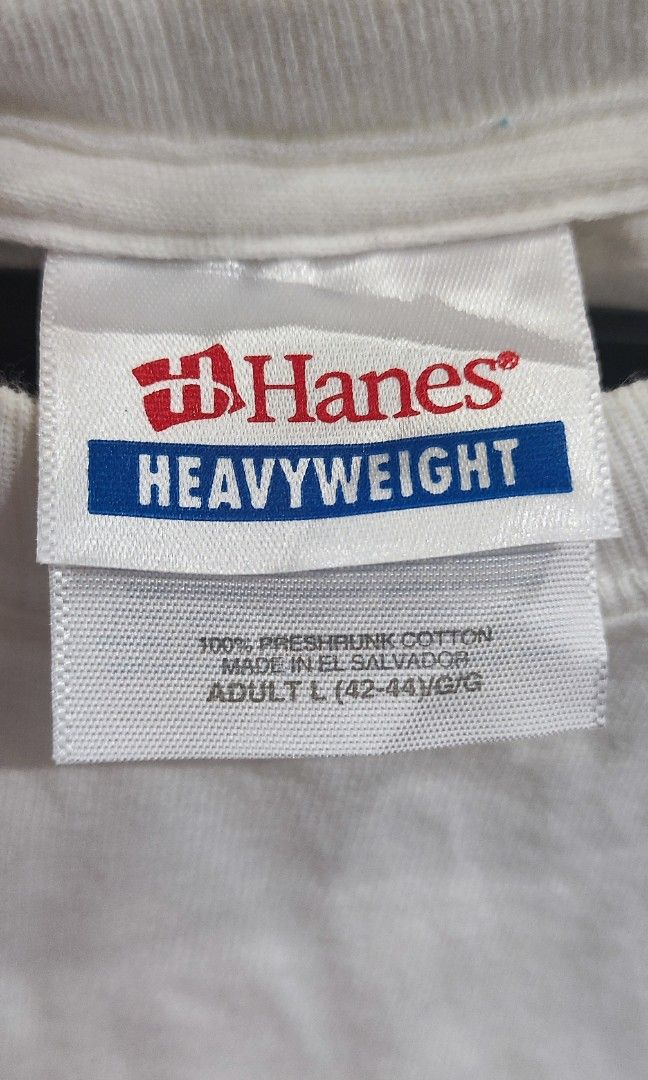 H Hanes®
HEAVYWEIGHT
100% PRESHRUNK COTTON
MADE IN EL SALVADOR
ADULT L (42-44)/G/G